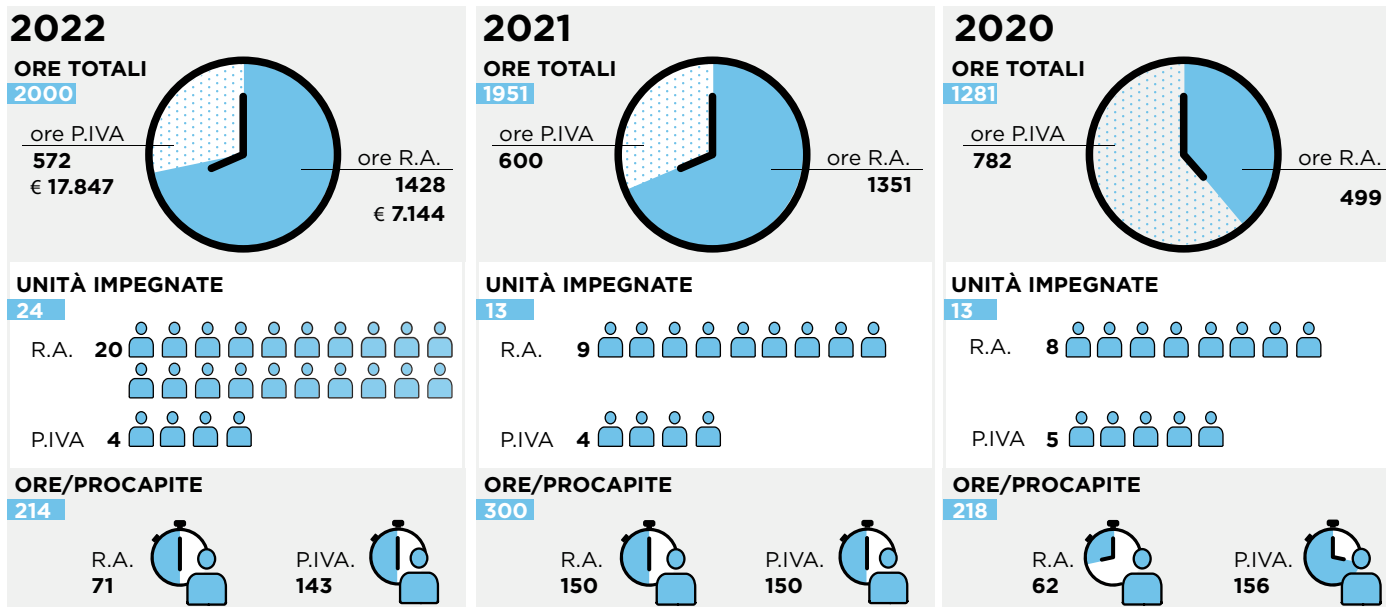 2022
ORE TOTALI
2000
ore P.IVA
572
€ 17.847
ore R.A.
1428
€ 7.144
UNITÀ IMPEGNATE
24
R.A. 20
P.IVA 4
ORE/PROCAPITE
214
R.A.
71
P.IVA.
143
2021
ORE TOTALI
1951
ore P.IVA
600
ore R.A.
1351
UNITÀ IMPEGNATE
13
R.A. 9
P.IVA 4
ORE/PROCAPITE
300
R.A.
150
P.IVA.
150
2020
ORE TOTALI
1281
ore P.IVA
782
ore R.A.
499
UNITÀ IMPEGNATE
13
R.A. 8
P.IVA 5
ORE/PROCAPITE
218
R.A.
62
P.IVA.
156